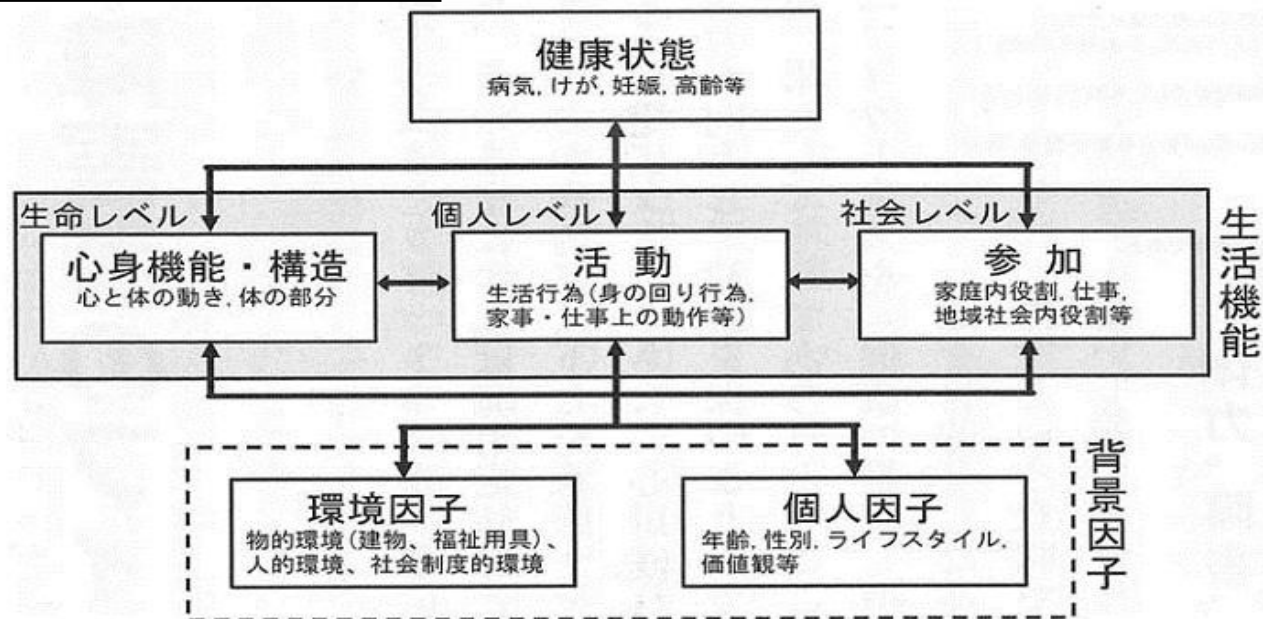 健康状態
病気, けが, 妊娠, 高齢等
生命レベル
個人レベル
社会レベル
心身機能・構造
心と体の動き, 体の部分
活 動
生活行為(身の回り行為,
家事・仕事上の動作等)
参 加
家庭内役割, 仕事,
地域社会内役割等
生活機能
環境因子
物的環境(建物、福祉用具)、
人的環境、社会制度的環境
個人因子
年齢, 性別, ライフスタイル,
価値観等
背景因子